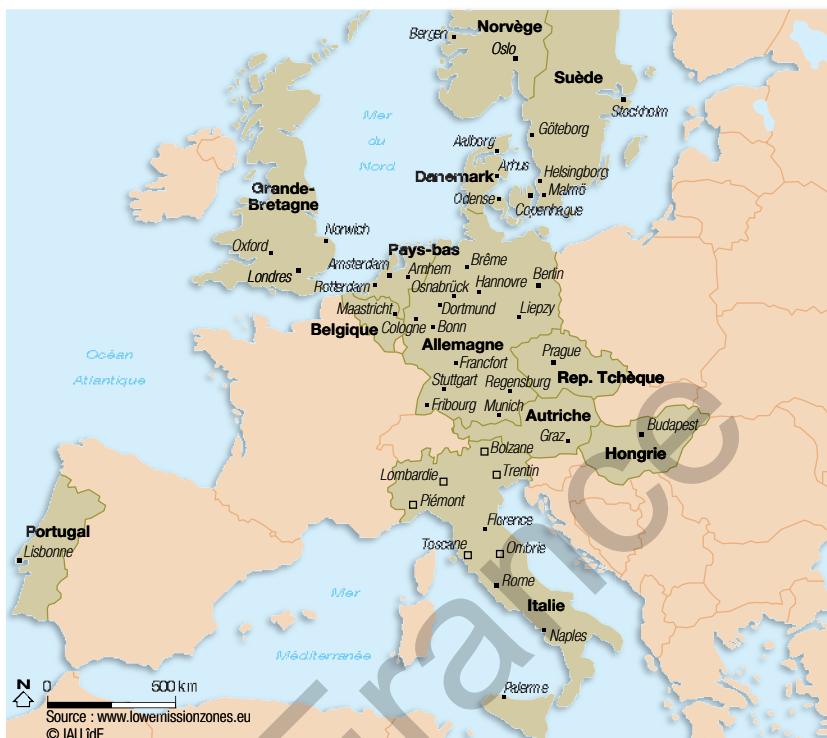 Bergen
Norvège
Oslo
Suède
Stockholm
Mer
du
Nord
Göteborg
Aalborg
Arhus
Danemark
Helsingborg
Malmö
Odense
Copenhague
Grande-
Bretagne
Norwich
Oxford
Londres
Pays-bas
Amsterdam
Arnhem
Rotterdam
Brême
Osnabrück
Hannovre
Berlin
Maastricht
Dortmund
Liepzy
Belgique
Cologne
Bonn
Allemagne
Océan
Atlantique
Francfort
Prague
Rep. Tchèque
Stuttgart
Regensburg
Fribourg
Munich
Autriche
Graz
Budapest
Hongrie
Bolzane
Lombardie
Trentin
Piémont
Florence
Portugal
Lisbonne
Toscane
Ombrie
Rome
Mer
Italie
Naples
Méditerranée
Palerme
N
0 500 km
Source : www.lowemissionzones.eu
© IAU îdF
France